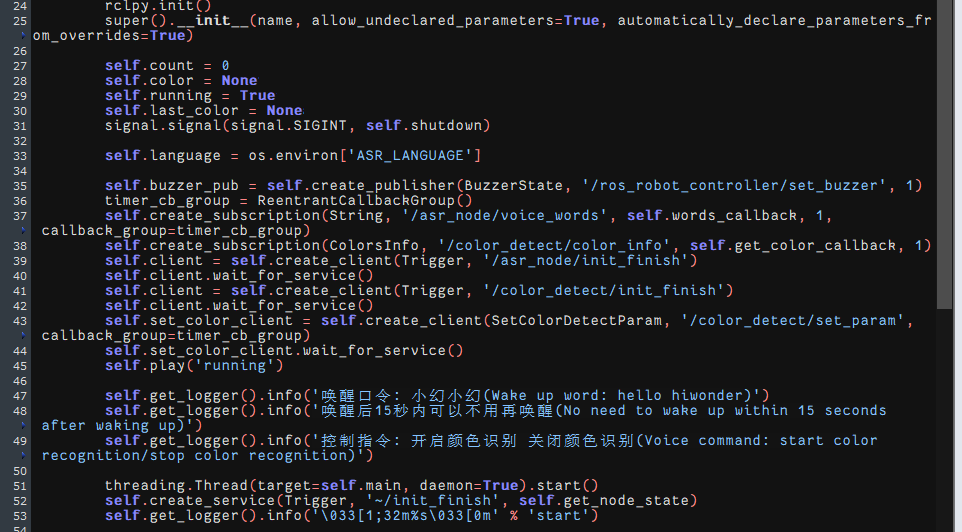 24 rclpy.init()
25 super().__init__(name, allow_undeclared_parameters=True, automatically_declare_parameters_fr
om_overrides=True)
26
27 self.count = 0
28 self.color = None
29 self.running = True
30 self.last_color = None
31 signal.signal(signal.SIGINT, self.shutdown)
32
33 self.language = os.environ['ASR_LANGUAGE']
34
35 self.buzzer_pub = self.create_publisher(BuzzerState, '/ros_robot_controller/set_buzzer', 1)
36 timer_cb_group = ReentrantCallbackGroup()
37 self.create_subscription(String, '/asr_node/voice_words', self.words_callback, 1,
callback_group=timer_cb_group)
38 self.create_subscription(ColorsInfo, '/color_detect/color_info', self.get_color_callback, 1)
39 self.client = self.create_client(Trigger, '/asr_node/init_finish')
40 self.client.wait_for_service()
41 self.client = self.create_client(Trigger, '/color_detect/init_finish')
42 self.client.wait_for_service()
43 self.set_color_client = self.create_client(SetColorDetectParam, '/color_detect/set_param',
callback_group=timer_cb_group)
44 self.set_color_client.wait_for_service()
45 self.play('running')
46
47 self.get_logger().info('唤醒口令: 小幻小幻(Wake up word: hello hiwonder)')
48 self.get_logger().info('唤醒后15秒内可以不用再唤醒(No need to wake up within 15 seconds
after waking up)')
49 self.get_logger().info('控制指令: 开启颜色识别 关闭颜色识别(Voice command: start color
recognition/stop color recognition)')
50
51 threading.Thread(target=self.main, daemon=True).start()
52 self.create_service(Trigger, '~/init_finish', self.get_node_state)
53 self.get_logger().info('\033[1;32m%s\033[0m' % 'start')
54